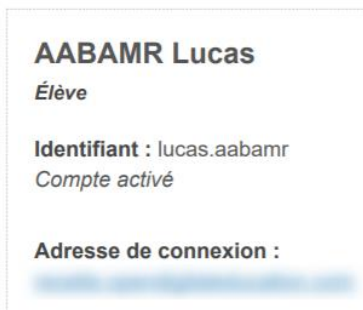 AABAMR Lucas
Élève
Identifiant : lucas.aabamr
Compte activé
Adresse de connexion :